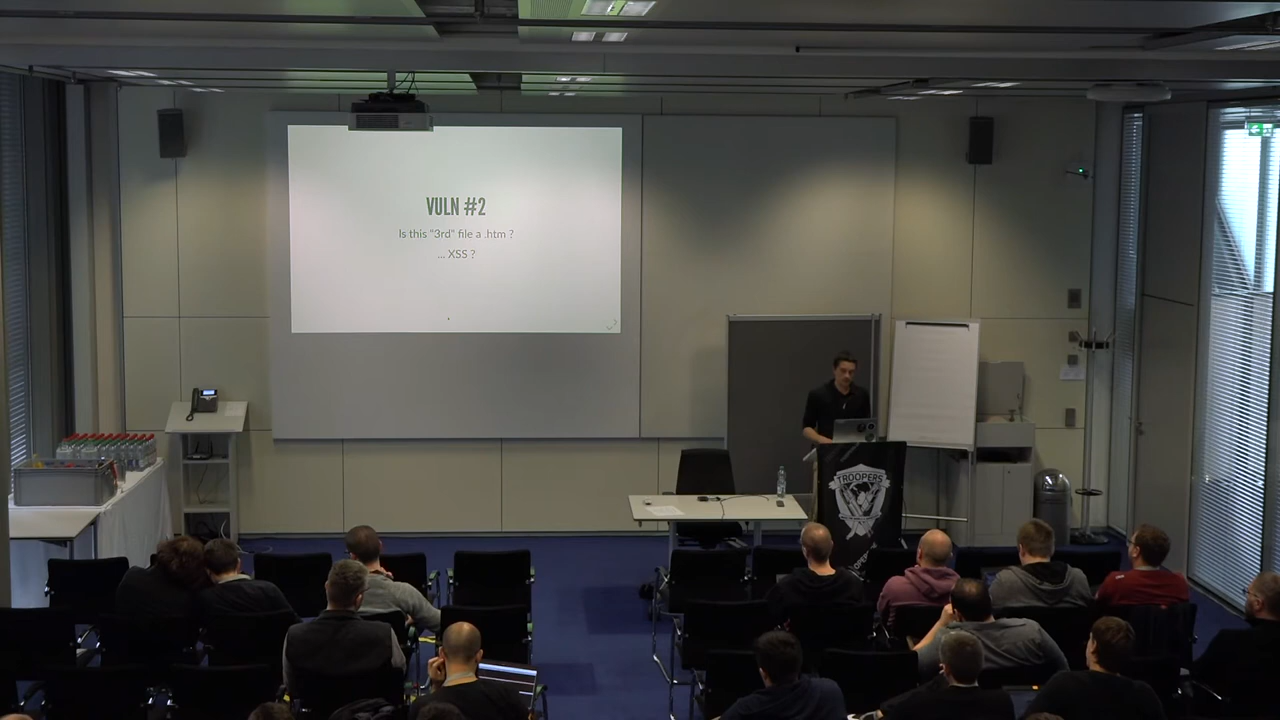 VULN #2
Is this "3rd" file a .htm ?
... XSS ?
TROOPERS